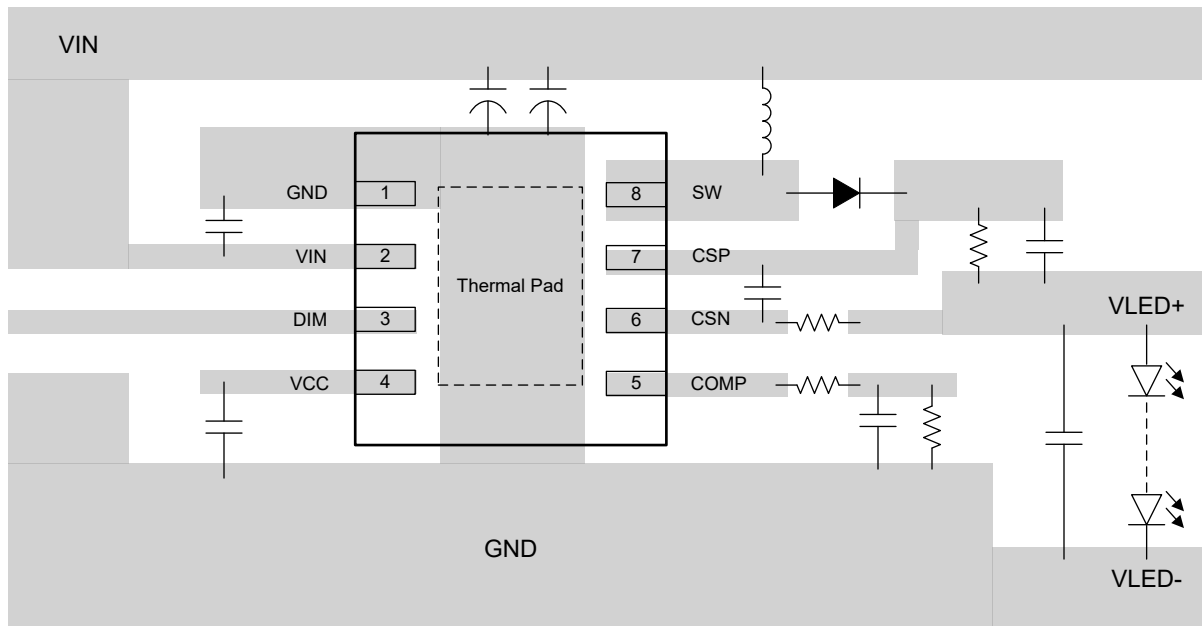 VIN
GND 1
8 SW
VIN 2
7 CSP
Thermal Pad
DIM 3
6 CSN
VLED+
VCC 4
5 COMP
GND
VLED-